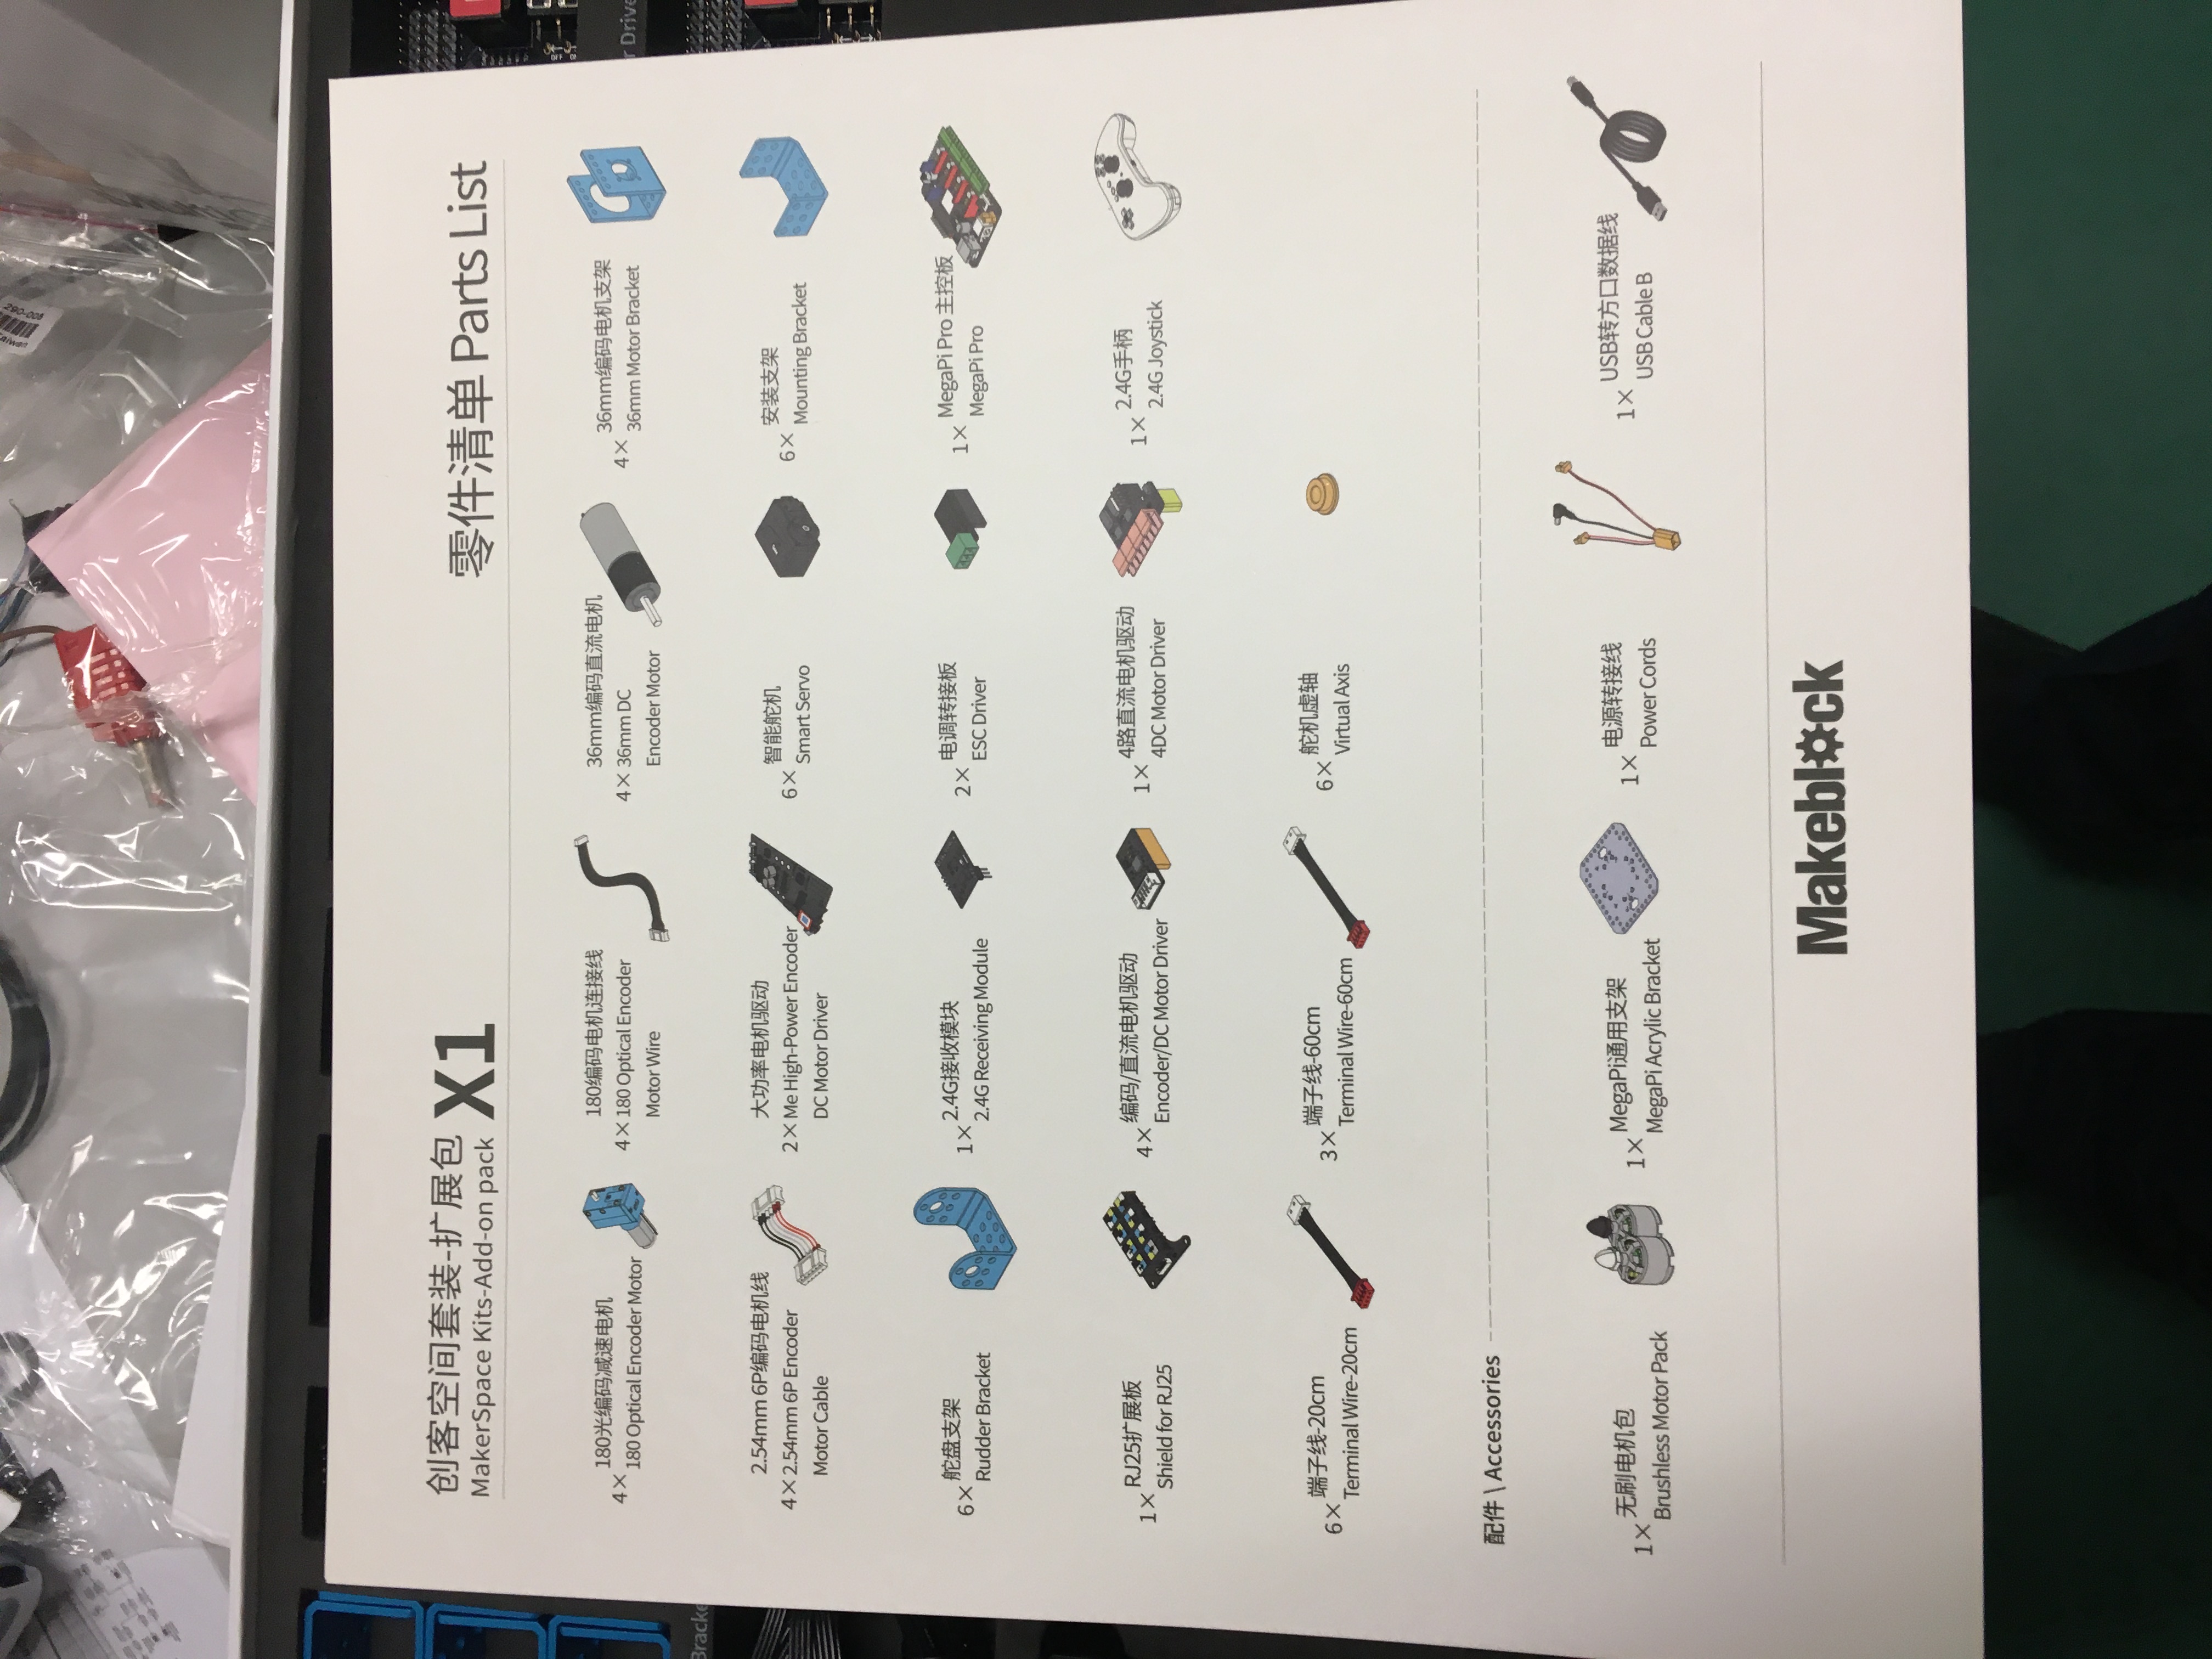 创客空间套装-扩展包 X1
MakerSpace Kits-Add-on pack
零件清单 Parts List
4× 180光编码减速电机
180 Optical Encoder Motor
4× 180编码电机连接线
180 Optical Encoder
Motor Wire
4× 36mm编码直流电机
36mm DC
Encoder Motor
4× 36mm编码电机支架
36mm Motor Bracket
4× 2.54mm 6P编码电机线
2.54mm 6P Encoder
Motor Cable
2× 大功率电机驱动
Me High-Power Encoder
DC Motor Driver
6× 智能舵机
Smart Servo
6× 安装支架
Mounting Bracket
6× 舵盘支架
Rudder Bracket
1× 2.4G接收模块
2.4G Receiving Module
2× 电调转接板
ESC Driver
1× MegaPi Pro 主控板
MegaPi Pro
1× RJ25扩展板
Shield for RJ25
4× 编码/直流电机驱动
Encoder/DC Motor Driver
1× 4路直流电机驱动
4DC Motor Driver
1× 2.4G手柄
2.4G Joystick
6× 端子线-20cm
Terminal Wire-20cm
3× 端子线-60cm
Terminal Wire-60cm
6× 舵机虚轴
Virtual Axis
配件 \ Accessories
1× 无刷电机包
Brushless Motor Pack
1× MegaPi通用支架
MegaPi Acrylic Bracket
1× 电源转接线
Power Cords
1× USB转方口数据线
USB Cable B
Makeblock